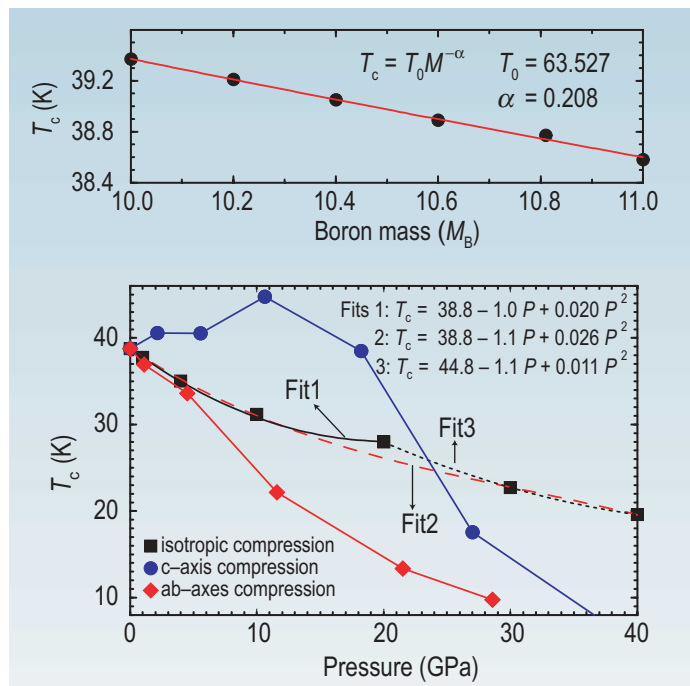 T_c = T_0M^{−α} T_0 = 63.527
α = 0.208
T_c (K)
39.2
38.8
38.4
10.0 10.2 10.4 10.6 10.8 11.0
Boron mass (M_B)
Fits 1: T_c = 38.8 – 1.0 P + 0.020 P^2
2: T_c = 38.8 – 1.1 P + 0.026 P^2
3: T_c = 44.8 – 1.1 P + 0.011 P^2
Fit1
Fit3
Fit2
T_c (K)
40
30
20
10
isotropic compression
c–axis compression
ab–axes compression
0 10 20 30 40
Pressure (GPa)